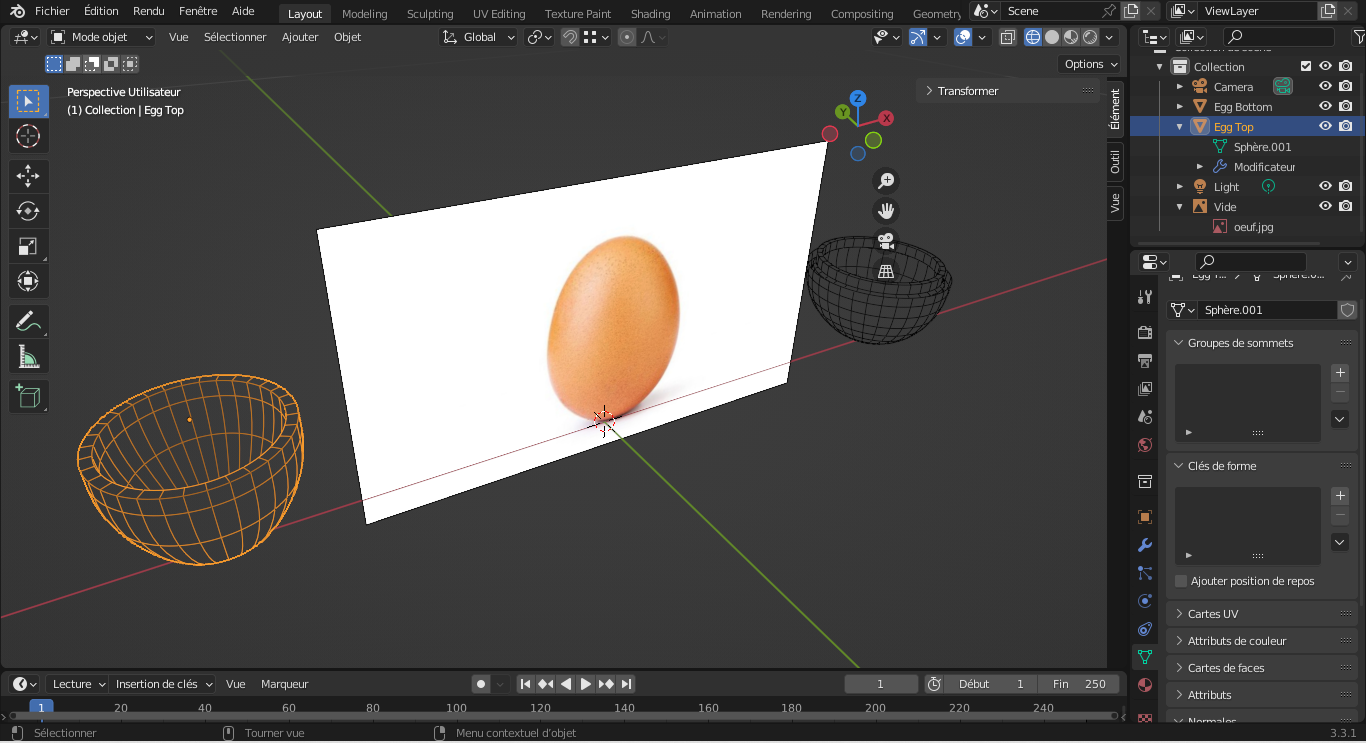 Fichier Édition Rendu Fenêtre Aide Layout Modeling Sculpting UV Editing Texture Paint Shading Animation Rendering Compositing Geometry Scene ViewLayer
Mode objet Vue Sélectionner Ajouter Objet Global
Options
Perspective Utilisateur
(1) Collection | Egg Top
Transformer
Élément
Outil
Vue
Z
Y
X
Collection
Camera
Egg Bottom
Egg Top
Sphère.001
Modificateur
Light
Vide
oeuf.jpg
Sphère.001
Groupes de sommets
Clés de forme
Ajouter position de repos
Cartes UV
Attributs de couleur
Cartes de faces
Attributs
Normales
Lecture Insertion de clés Vue Marqueur 1 Début 1 Fin 250
1 20 40 60 80 100 120 140 160 180 200 220 240
Sélectionner Tourner vue Menu contextuel d'objet 3.3.1